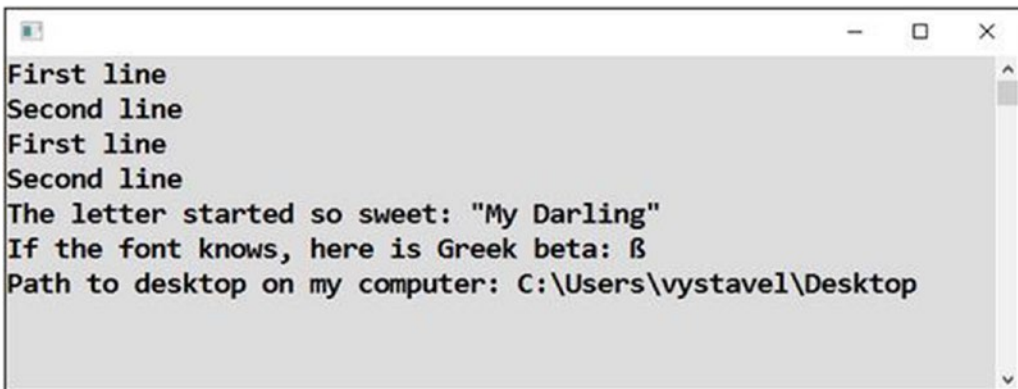 First line
Second line
First line
Second line
The letter started so sweet: "My Darling"
If the font knows, here is Greek beta: ß
Path to desktop on my computer: C:\Users\vystavel\Desktop